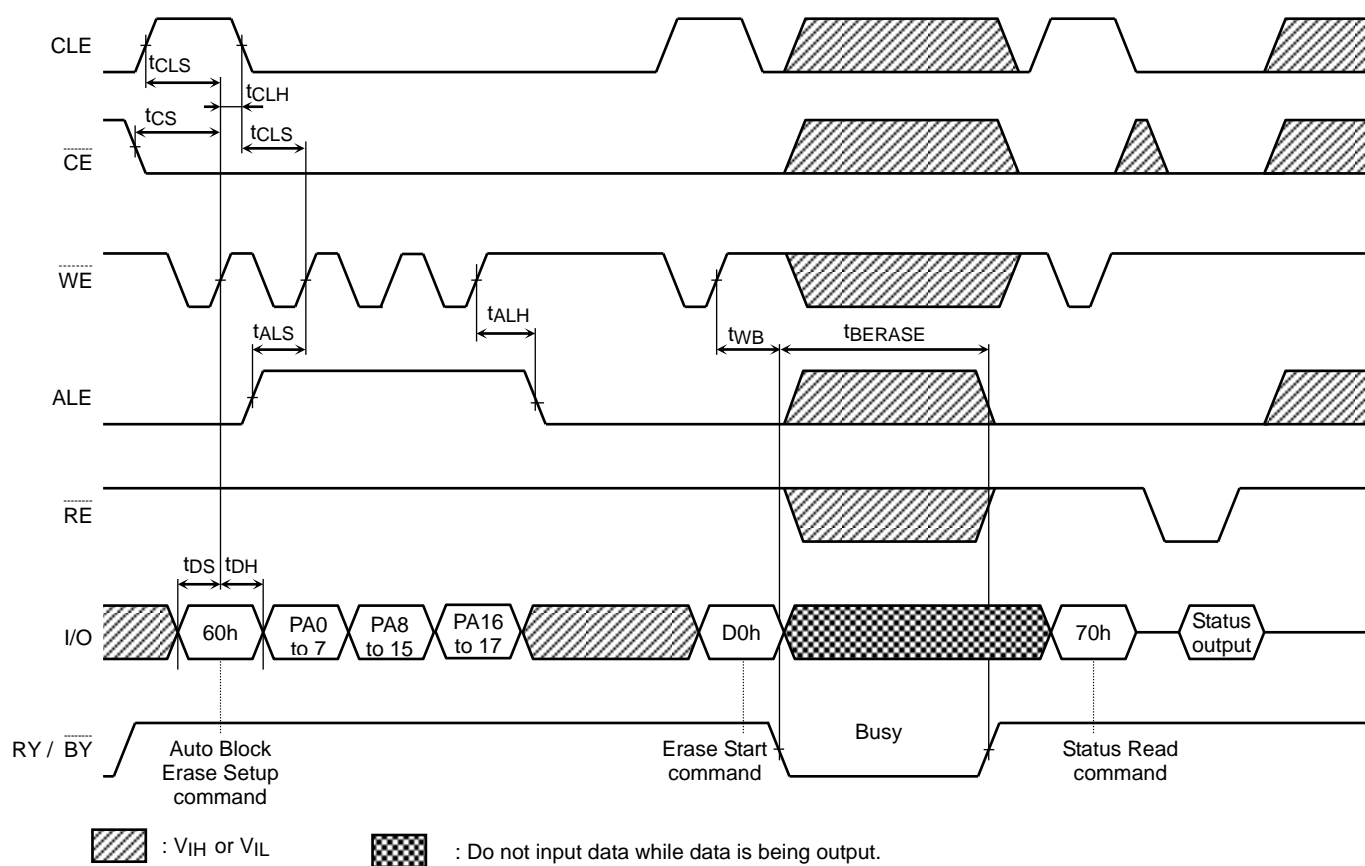 CLE
tCLS
tCLH
tCS
tCLS
CE
WE
tALS
tALH
tWB
tBERASE
ALE
RE
tDS
tDH
I/O
60h
PA0
to 7
PA8
to 15
PA16
to 17
D0h
70h
Status
output
RY / BY
Auto Block
Erase Setup
command
Erase Start
command
Busy
Status Read
command
: VIH or VIL
: Do not input data while data is being output.